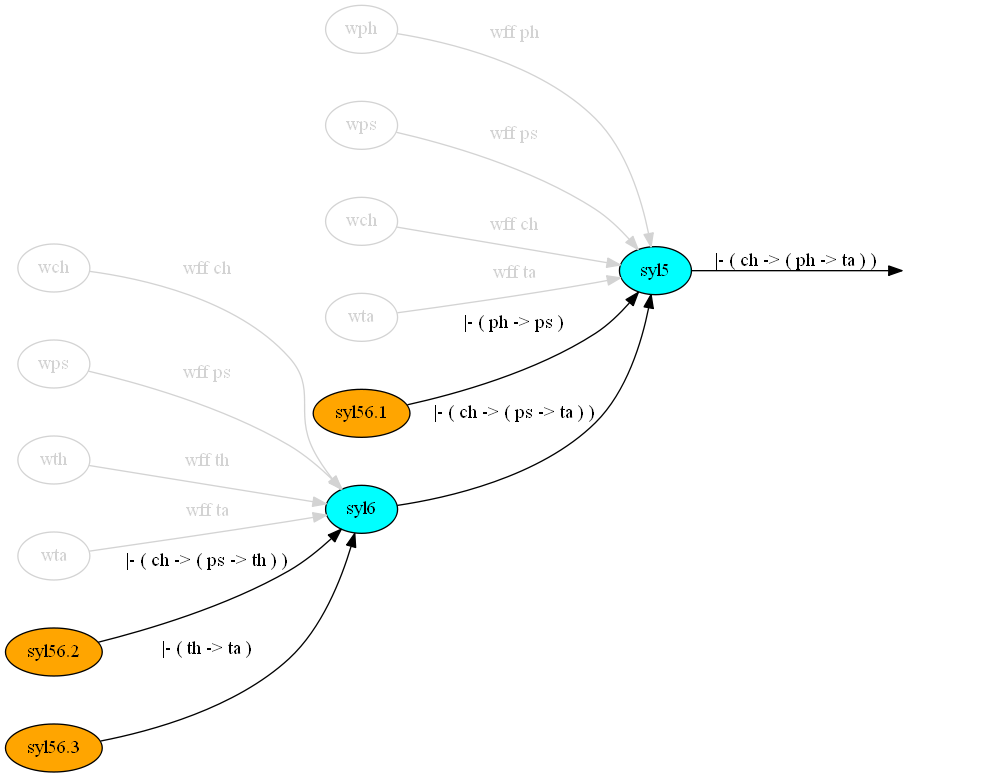 wph
wff ph
wps
wff ps
wch
wff ch
wta
wff ta
syl5
|- ( ch -> ( ph -> ta ) )
wch
wff ch
|- ( ph -> ps )
wps
wff ps
syl56.1
|- ( ch -> ( ps -> ta ) )
wth
wff th
syl6
wta
wff ta
|- ( ch -> ( ps -> th ) )
syl56.2
|- ( th -> ta )
syl56.3